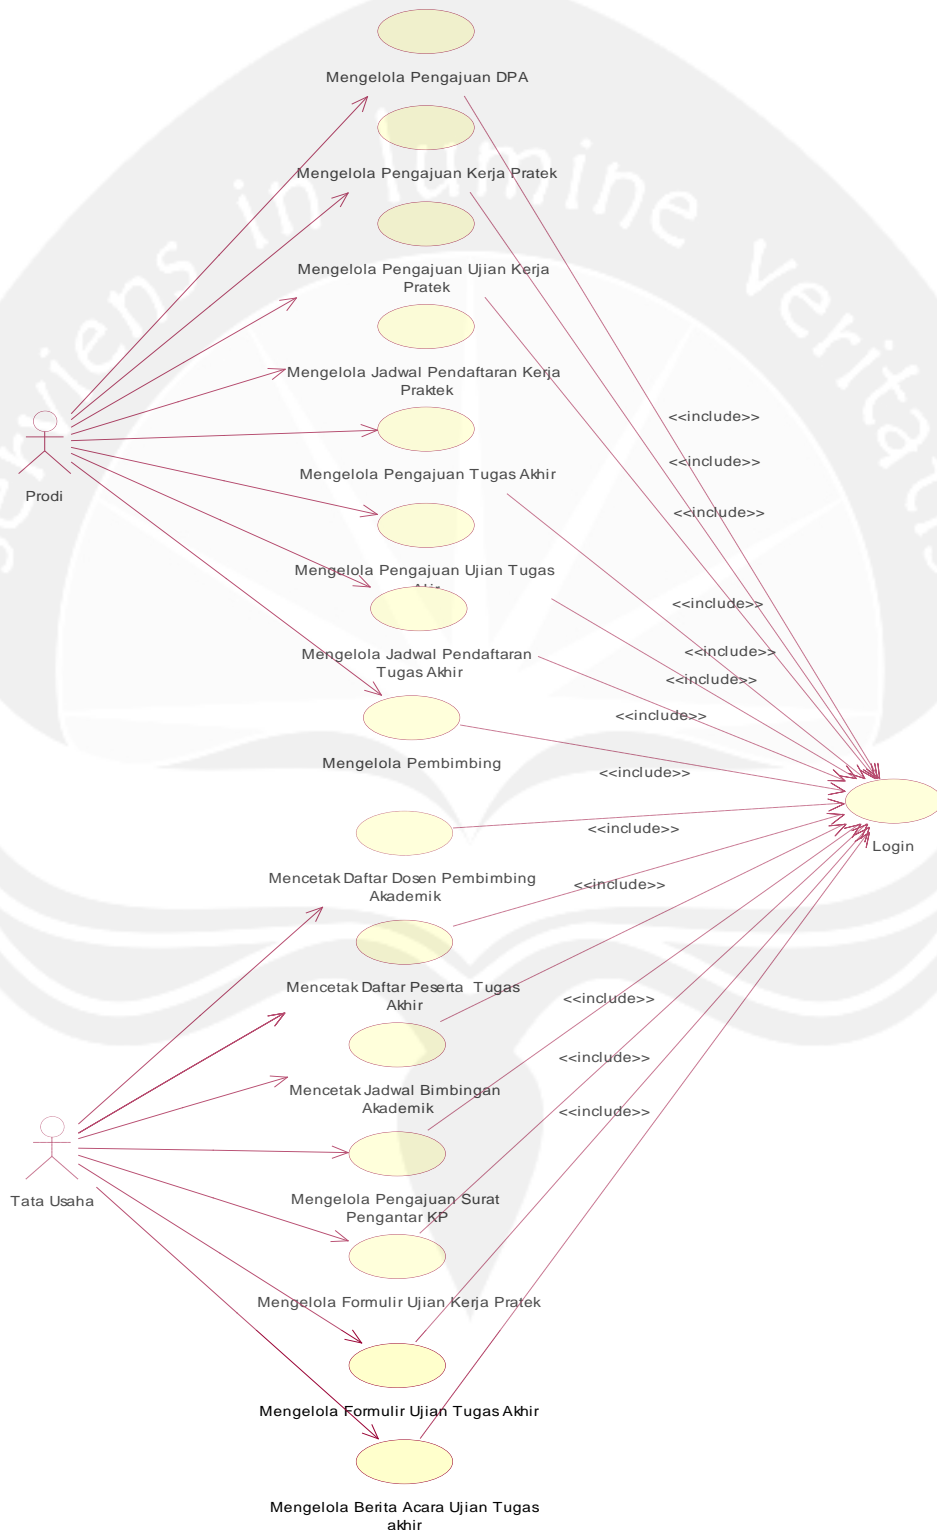 Mengelola Pengajuan DPA
Mengelola Pengajuan Kerja Pratek
Mengelola Pengajuan Ujian Kerja
Pratek
Mengelola Jadwal Pendaftaran Kerja
Praktek
Mengelola Pengajuan Tugas Akhir
Prodi
Mengelola Pengajuan Ujian Tugas
Mengelola Jadwal Pendaftaran
Tugas Akhir
Mengelola Pembimbing
<<include>>
<<include>>
<<include>>
<<include>>
<<include>>
<<include>>
<<include>>
<<include>>
<<include>>
<<include>>
<<include>>
<<include>>
<<include>>
Login
Mencetak Daftar Dosen Pembimbing
Akademik
Mencetak Daftar Peserta Tugas
Akhir
Mencetak Jadwal Bimbingan
Akademik
Tata Usaha
Mengelola Pengajuan Surat
Pengantar KP
Mengelola Formulir Ujian Kerja Pratek
Mengelola Formulir Ujian Tugas Akhir
Mengelola Berita Acara Ujian Tugas
akhir
serviens in lumine veritatis